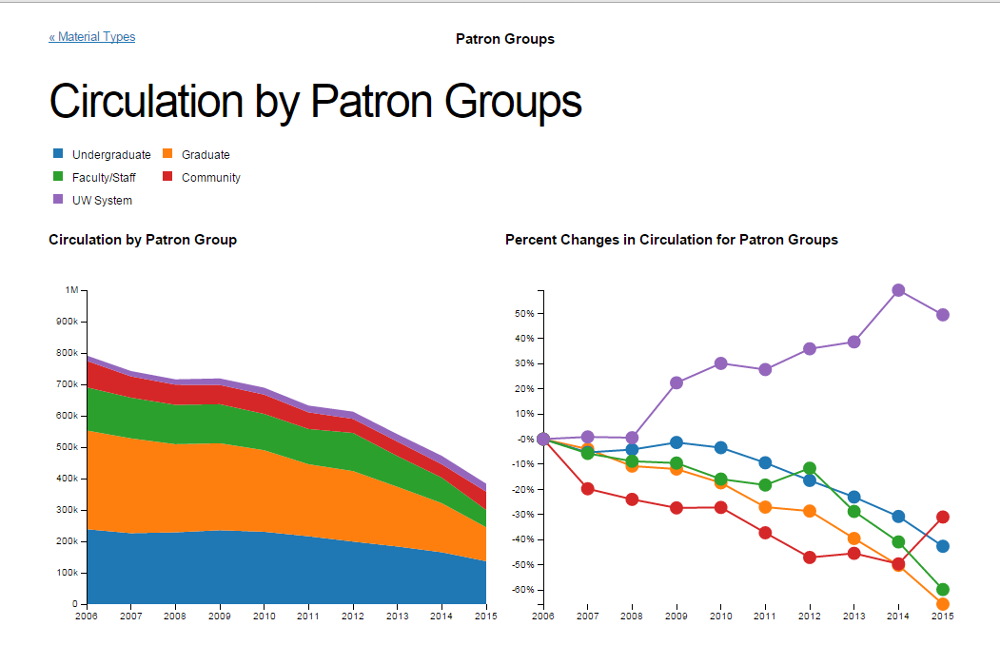 « Material Types
Patron Groups
Circulation by Patron Groups
Undergraduate
Graduate
Faculty/Staff
Community
UW System
Circulation by Patron Group
1M
900k
800k
700k
600k
500k
400k
300k
200k
100k
0
2006 2007 2008 2009 2010 2011 2012 2013 2014 2015
Percent Changes in Circulation for Patron Groups
50%
40%
30%
20%
10%
-0%
-10%
-20%
-30%
-40%
-50%
-60%
2006 2007 2008 2009 2010 2011 2012 2013 2014 2015